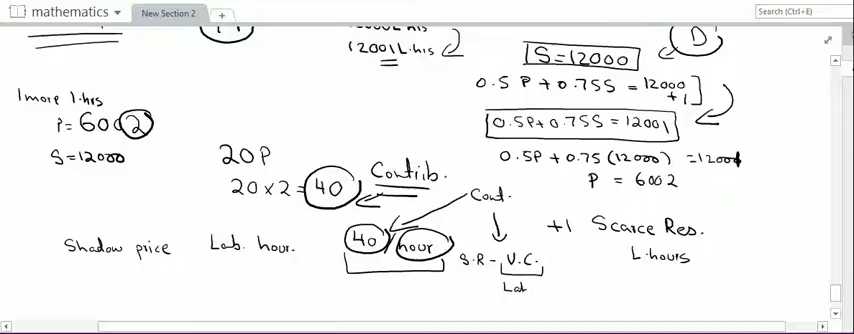 mathematics
New Section 2
+
Search (Ctrl+E)
12001 L.hrs
D
S = 12000
0.5 P + 0.75S = 12000
+1
0.5P + 0.75S = 12001
0.5P + 0.75 (12000) = 12001
P = 6002
1 more l.hrs
P = 6002
S = 12000
20P
20 × 2 = 40
Contrib.
Cont.
+1 Scarce Res.
L.hours
Shadow price
Lab. hour.
40 / hour
S.R - V.C.
Lab